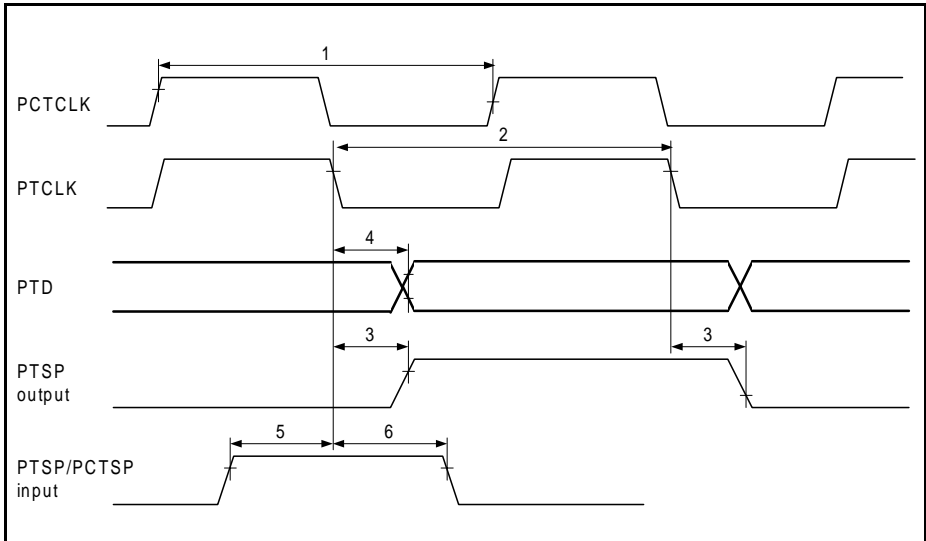 1
PCTCLK
2
PTCLK
4
PTD
3
3
PTSP
output
5
6
PTSP/PCTSP
input